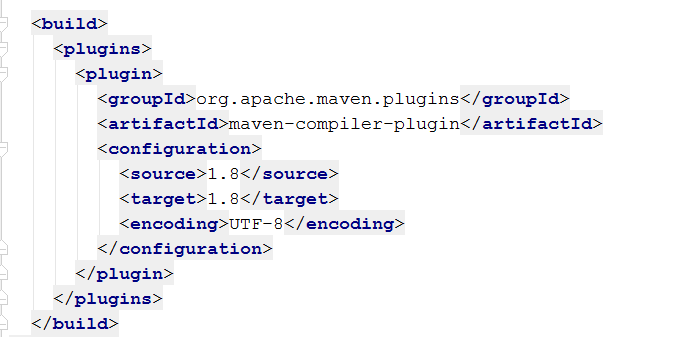 <build>
<plugins>
<plugin>
<groupId>org.apache.maven.plugins</groupId>
<artifactId>maven-compiler-plugin</artifactId>
<configuration>
<source>1.8</source>
<target>1.8</target>
<encoding>UTF-8</encoding>
</configuration>
</plugin>
</plugins>
</build>